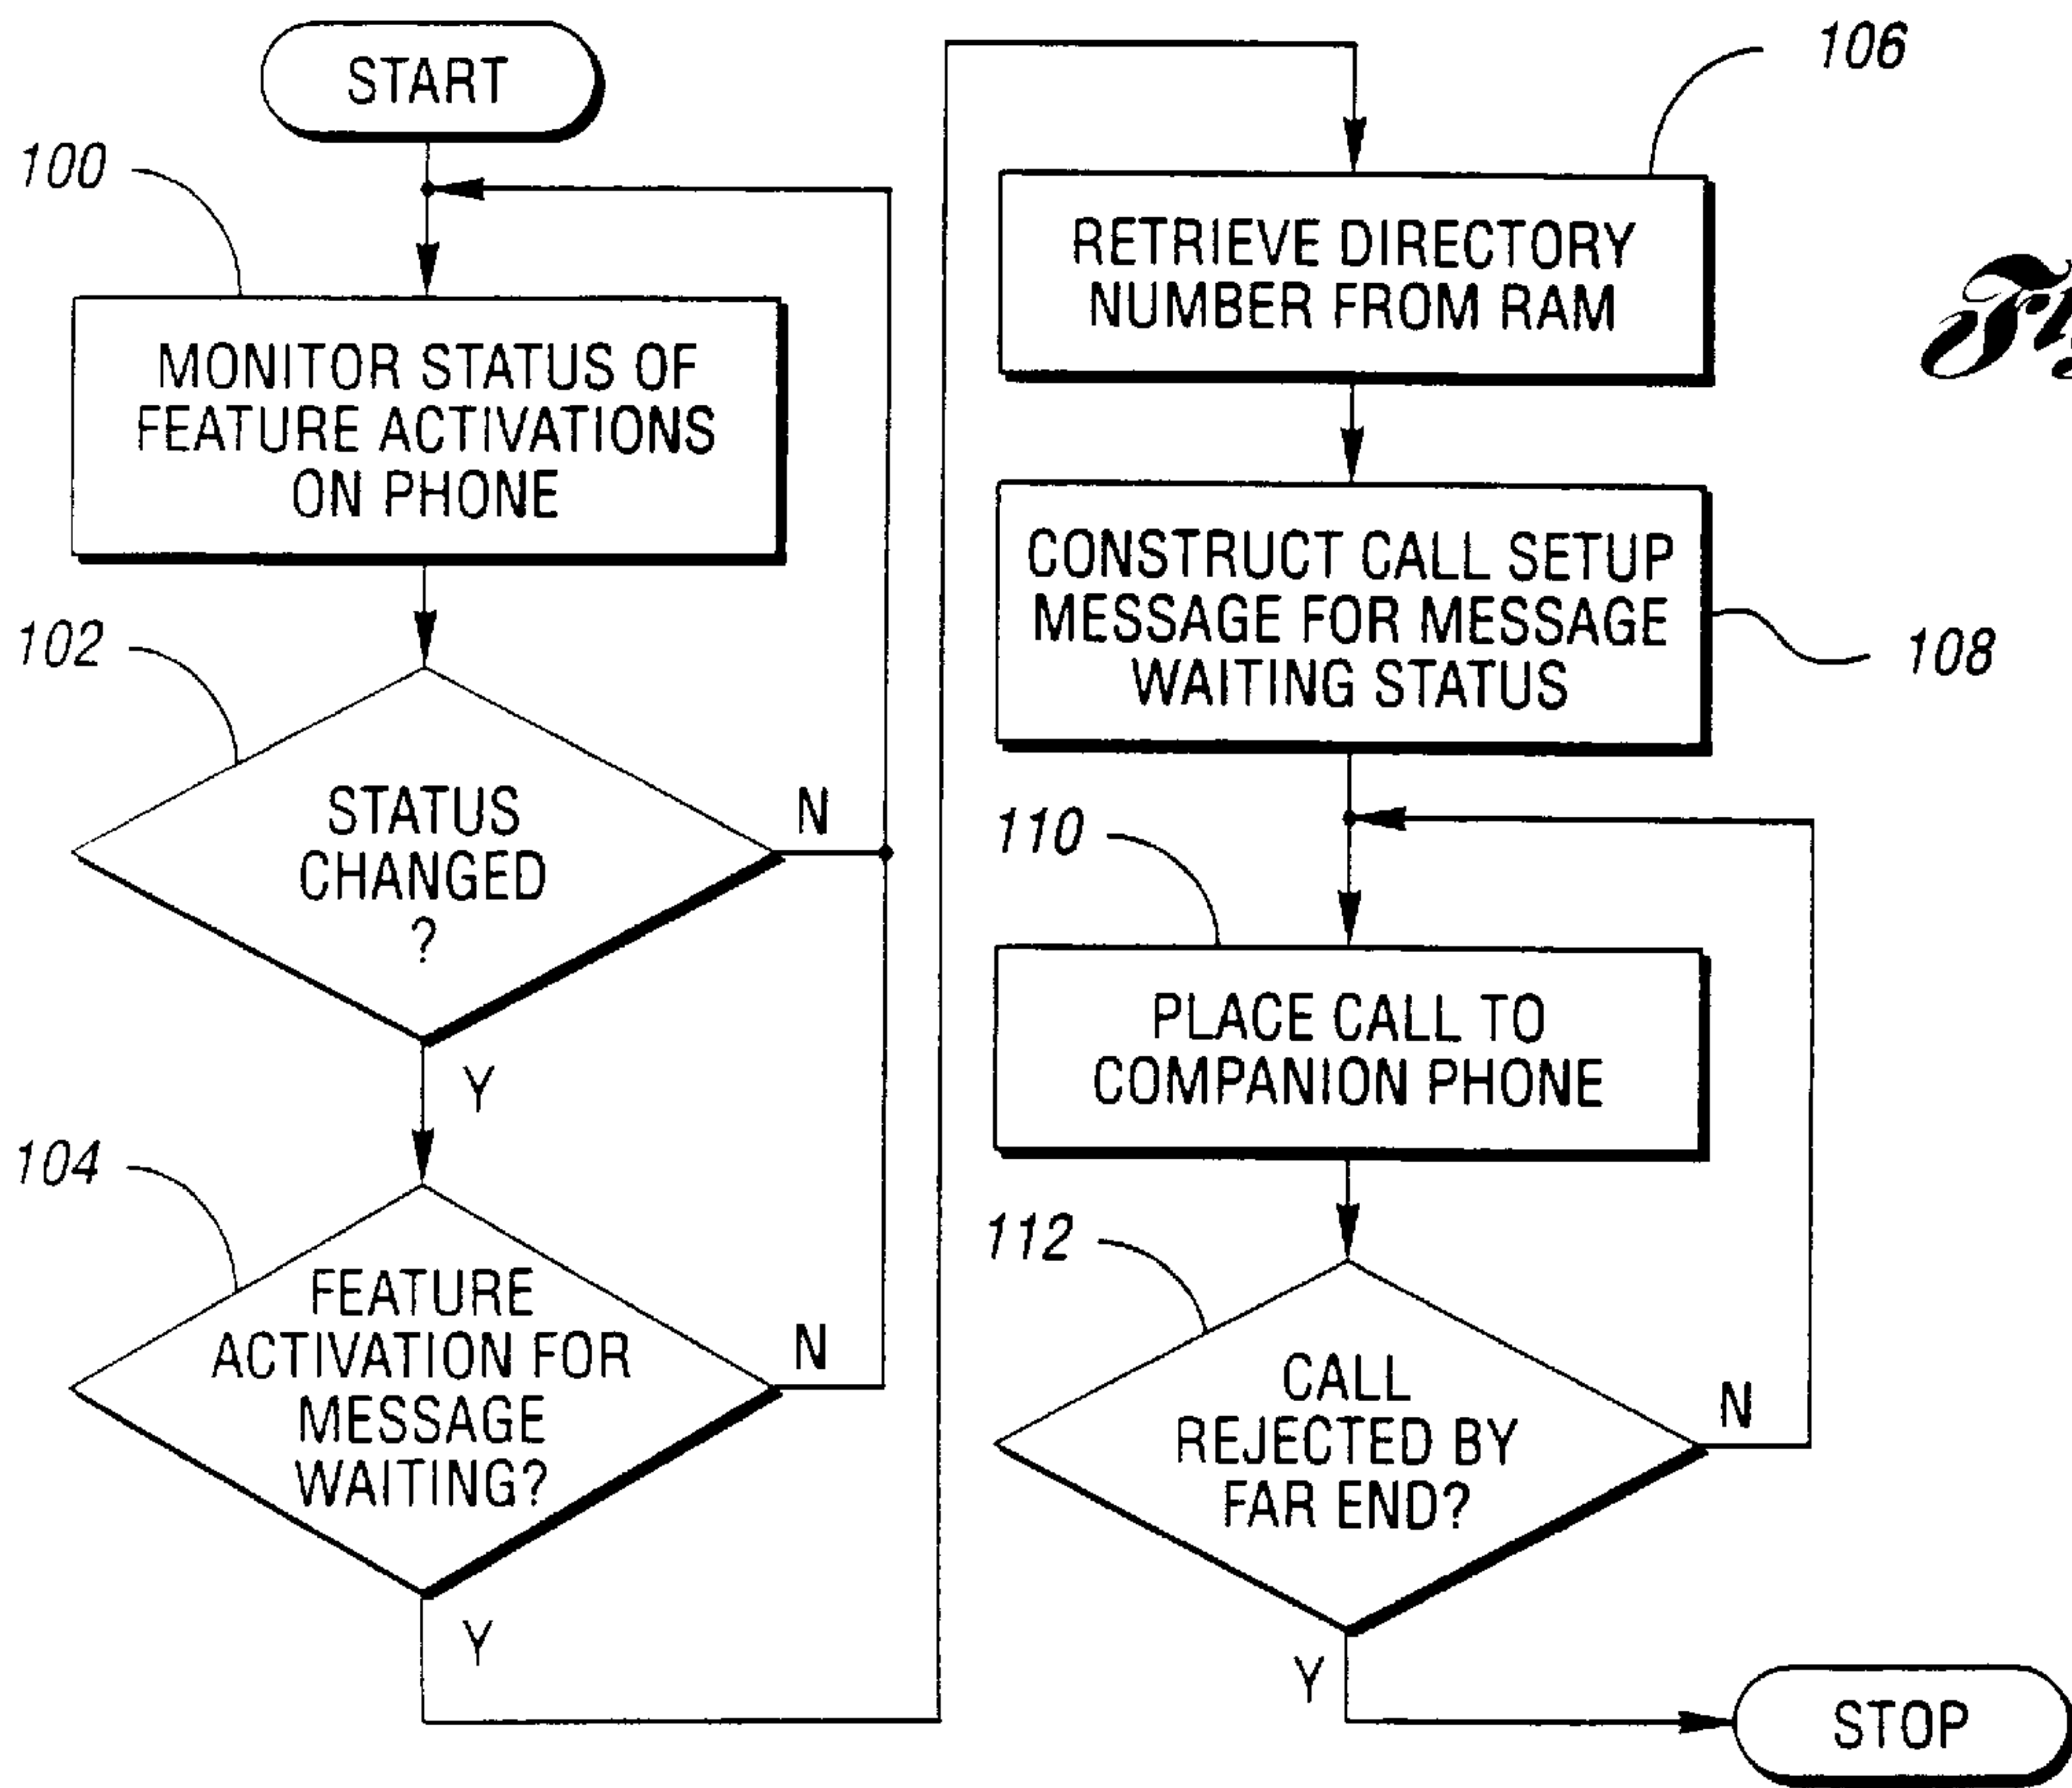 START
100
MONITOR STATUS OF
FEATURE ACTIVATIONS
ON PHONE
102
STATUS
CHANGED
?
N
Y
104
FEATURE
ACTIVATION FOR
MESSAGE
WAITING?
N
Y
106
RETRIEVE DIRECTORY
NUMBER FROM RAM
CONSTRUCT CALL SETUP
MESSAGE FOR MESSAGE
WAITING STATUS
108
110
PLACE CALL TO
COMPANION PHONE
112
CALL
REJECTED BY
FAR END?
N
Y
STOP